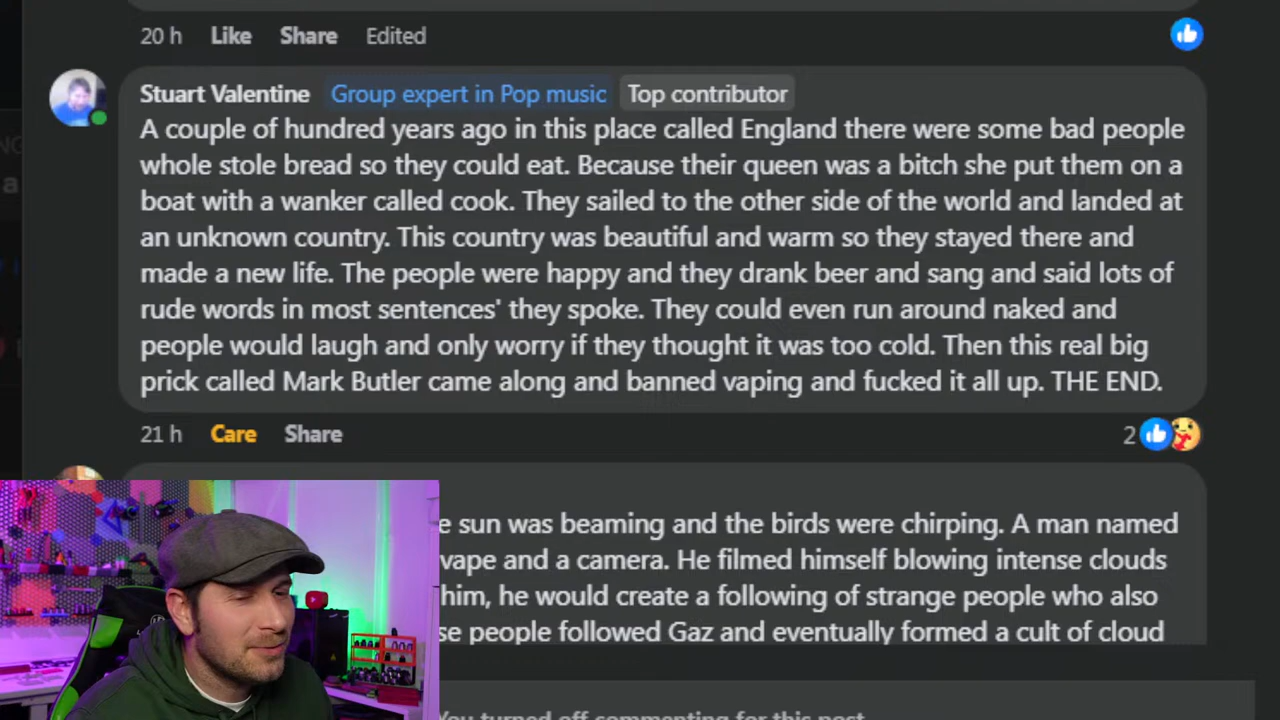 20 h Like Share Edited
Stuart Valentine Group expert in Pop music Top contributor
A couple of hundred years ago in this place called England there were some bad people
whole stole bread so they could eat. Because their queen was a bitch she put them on a
boat with a wanker called cook. They sailed to the other side of the world and landed at
an unknown country. This country was beautiful and warm so they stayed there and
made a new life. The people were happy and they drank beer and sang and said lots of
rude words in most sentences' they spoke. They could even run around naked and
people would laugh and only worry if they thought it was too cold. Then this real big
prick called Mark Butler came along and banned vaping and fucked it all up. THE END.
21 h Care Share 2
sun was beaming and the birds were chirping. A man named
vape and a camera. He filmed himself blowing intense clouds
him, he would create a following of strange people who also
people followed Gaz and eventually formed a cult of cloud
You turned off commenting for this post